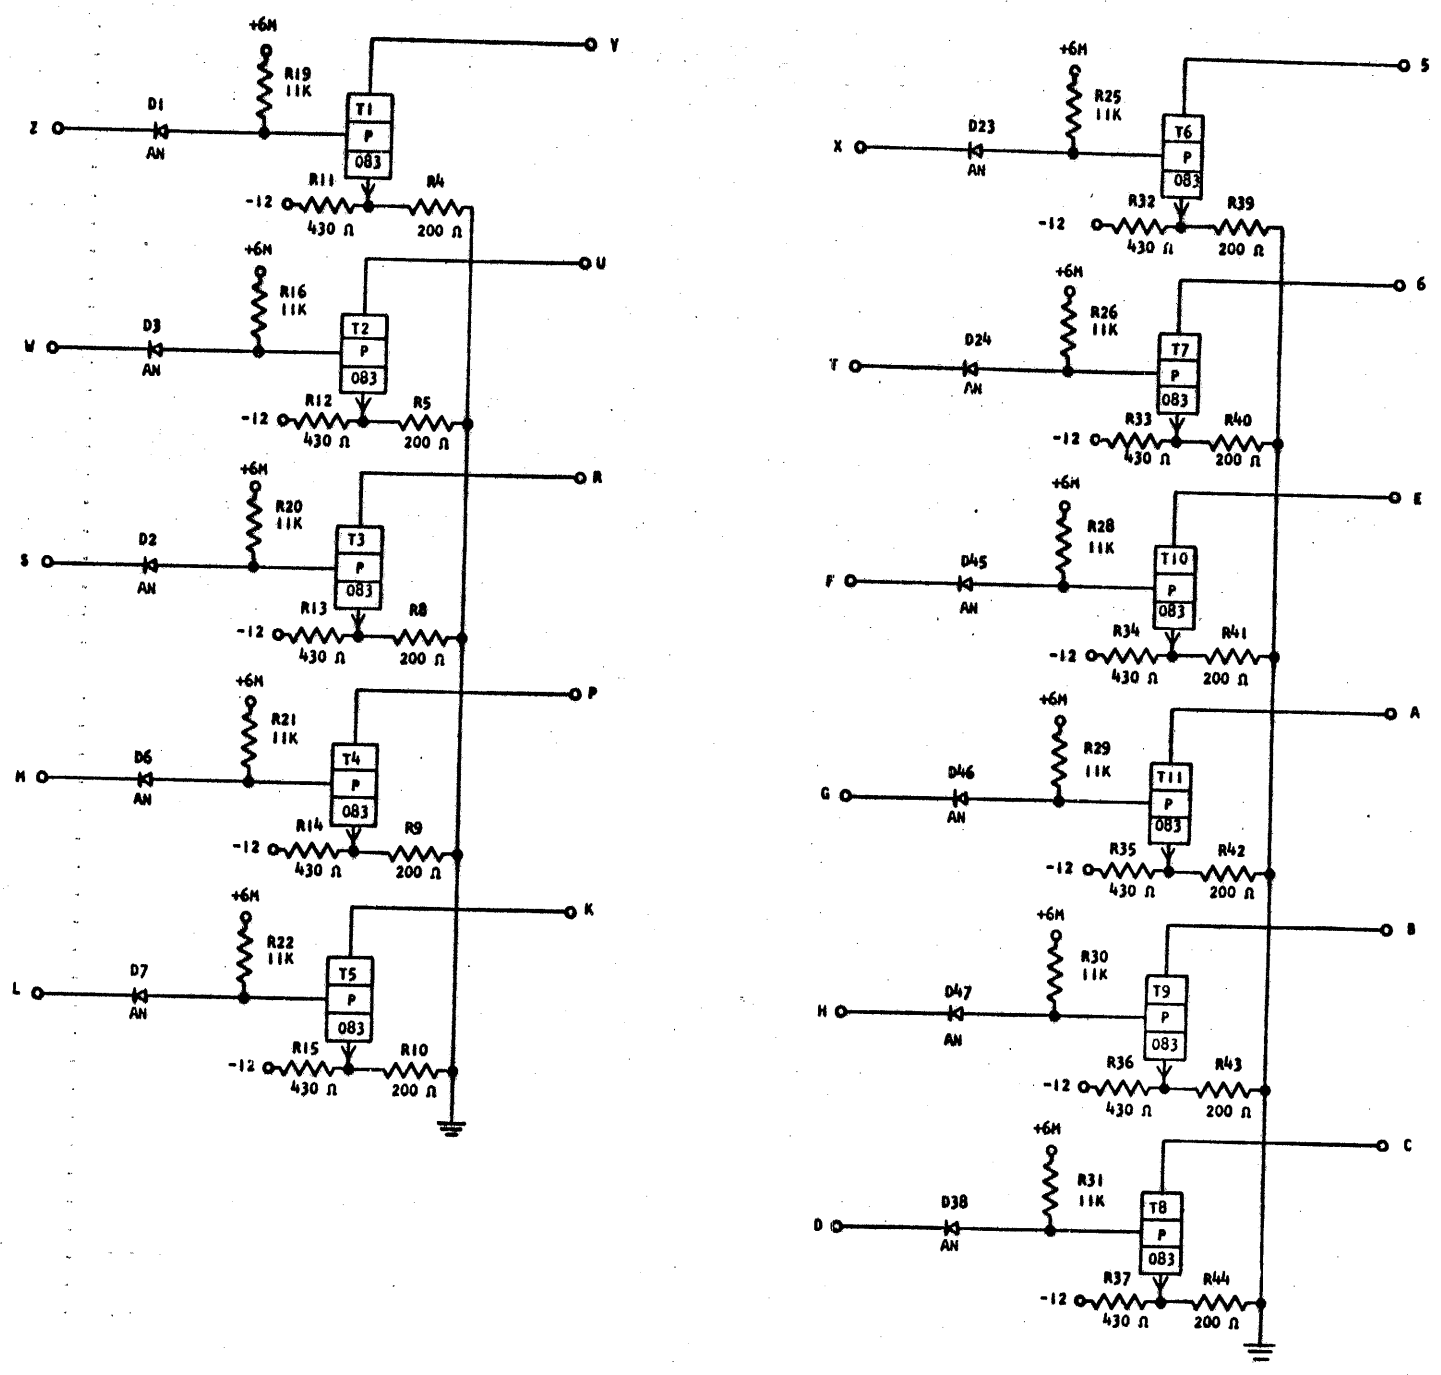 +6M
Y
R19
11K
D1
T1
Z
P
AN
083
R11
R4
-12
430 Ω
200 Ω
+6M
U
R16
11K
D3
T2
W
P
AN
083
R12
R5
-12
430 Ω
200 Ω
+6M
R
R20
11K
D2
T3
S
P
AN
083
R13
R8
-12
430 Ω
200 Ω
+6M
P
R21
11K
D6
T4
M
P
AN
083
R14
R9
-12
430 Ω
200 Ω
+6M
K
R22
11K
D7
T5
L
P
AN
083
R15
R10
-12
430 Ω
200 Ω
+6M
5
R25
11K
D23
T6
X
P
AN
083
R32
R39
-12
430 Ω
200 Ω
+6M
6
R26
11K
D24
T7
T
P
AN
083
R33
R40
-12
430 Ω
200 Ω
+6M
E
R28
11K
D45
T10
F
P
AN
083
R34
R41
-12
430 Ω
200 Ω
+6M
A
R29
11K
D46
T11
G
P
AN
083
R35
R42
-12
430 Ω
200 Ω
+6M
B
R30
11K
D47
T9
H
P
AN
083
R36
R43
-12
430 Ω
200 Ω
+6M
C
R31
11K
D38
T8
D
P
AN
083
R37
R44
-12
430 Ω
200 Ω